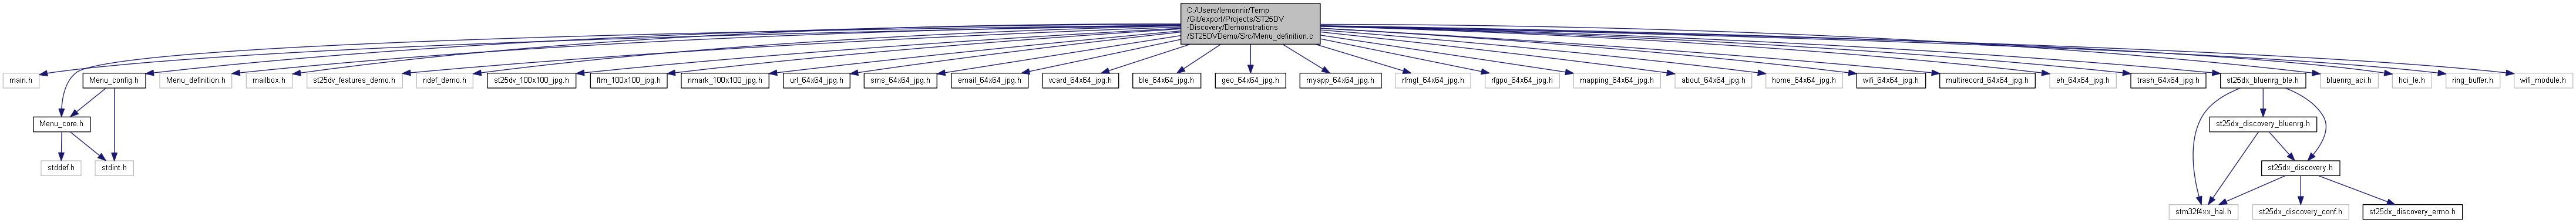 C:/Users/lemonnir/Temp
/Git/export/Projects/ST25DV
-Discovery/Demonstrations
/ST25DVDemo/Src/Menu_definition.c
main.h
Menu_config.h
Menu_definition.h
mailbox.h
st25dv_features_demo.h
ndef_demo.h
st25dv_100x100_jpg.h
ftm_100x100_jpg.h
nmark_100x100_jpg.h
url_64x64_jpg.h
sms_64x64_jpg.h
email_64x64_jpg.h
vcard_64x64_jpg.h
ble_64x64_jpg.h
geo_64x64_jpg.h
myapp_64x64_jpg.h
rfmgt_64x64_jpg.h
rfgpo_64x64_jpg.h
mapping_64x64_jpg.h
about_64x64_jpg.h
home_64x64_jpg.h
wifi_64x64_jpg.h
multirecord_64x64_jpg.h
eh_64x64_jpg.h
trash_64x64_jpg.h
st25dx_bluenrg_ble.h
bluenrg_aci.h
hci_le.h
ring_buffer.h
wifi_module.h
Menu_core.h
st25dx_discovery_bluenrg.h
stddef.h
stdint.h
st25dx_discovery.h
stm32f4xx_hal.h
st25dx_discovery_conf.h
st25dx_discovery_errno.h